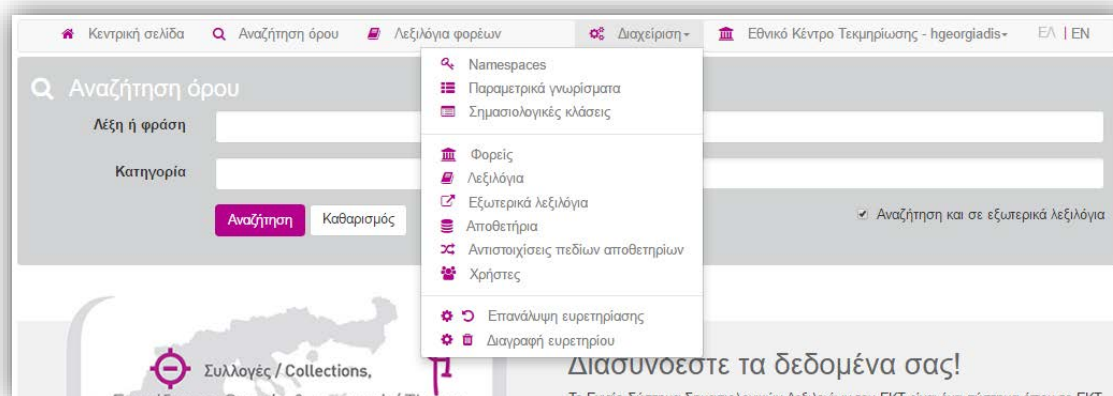 Κεντρική σελίδα Αναζήτηση όρου Λεξιλόγια φορέων Διαχείριση Εθνικό Κέντρο Τεκμηρίωσης - hgeorgiadis ΕΛ | EN
Αναζήτηση όρου
Λέξη ή φράση
Κατηγορία
Αναζήτηση Καθαρισμός
Αναζήτηση και σε εξωτερικά λεξιλόγια
Namespaces
Παραμετρικά γνωρίσματα
Σημασιολογικές κλάσεις
Φορείς
Λεξιλόγια
Εξωτερικά λεξιλόγια
Αποθετήρια
Αντιστοιχίσεις πεδίων αποθετηρίων
Χρήστες
Επανάλυψη ευρετηρίασης
Διαγραφή ευρετηρίου
Συλλογές / Collections,
Διασυνδέστε τα δεδομένα σας!